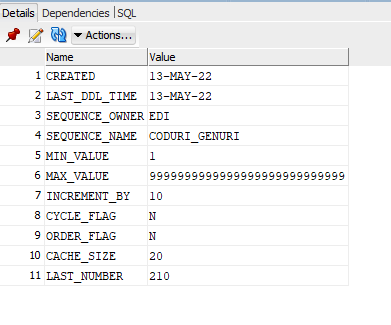 Details Dependencies SQL
Actions...
Name Value
1 CREATED 13-MAY-22
2 LAST_DDL_TIME 13-MAY-22
3 SEQUENCE_OWNER EDI
4 SEQUENCE_NAME CODURI_GENURI
5 MIN_VALUE 1
6 MAX_VALUE 9999999999999999999999999999
7 INCREMENT_BY 10
8 CYCLE_FLAG N
9 ORDER_FLAG N
10 CACHE_SIZE 20
11 LAST_NUMBER 210